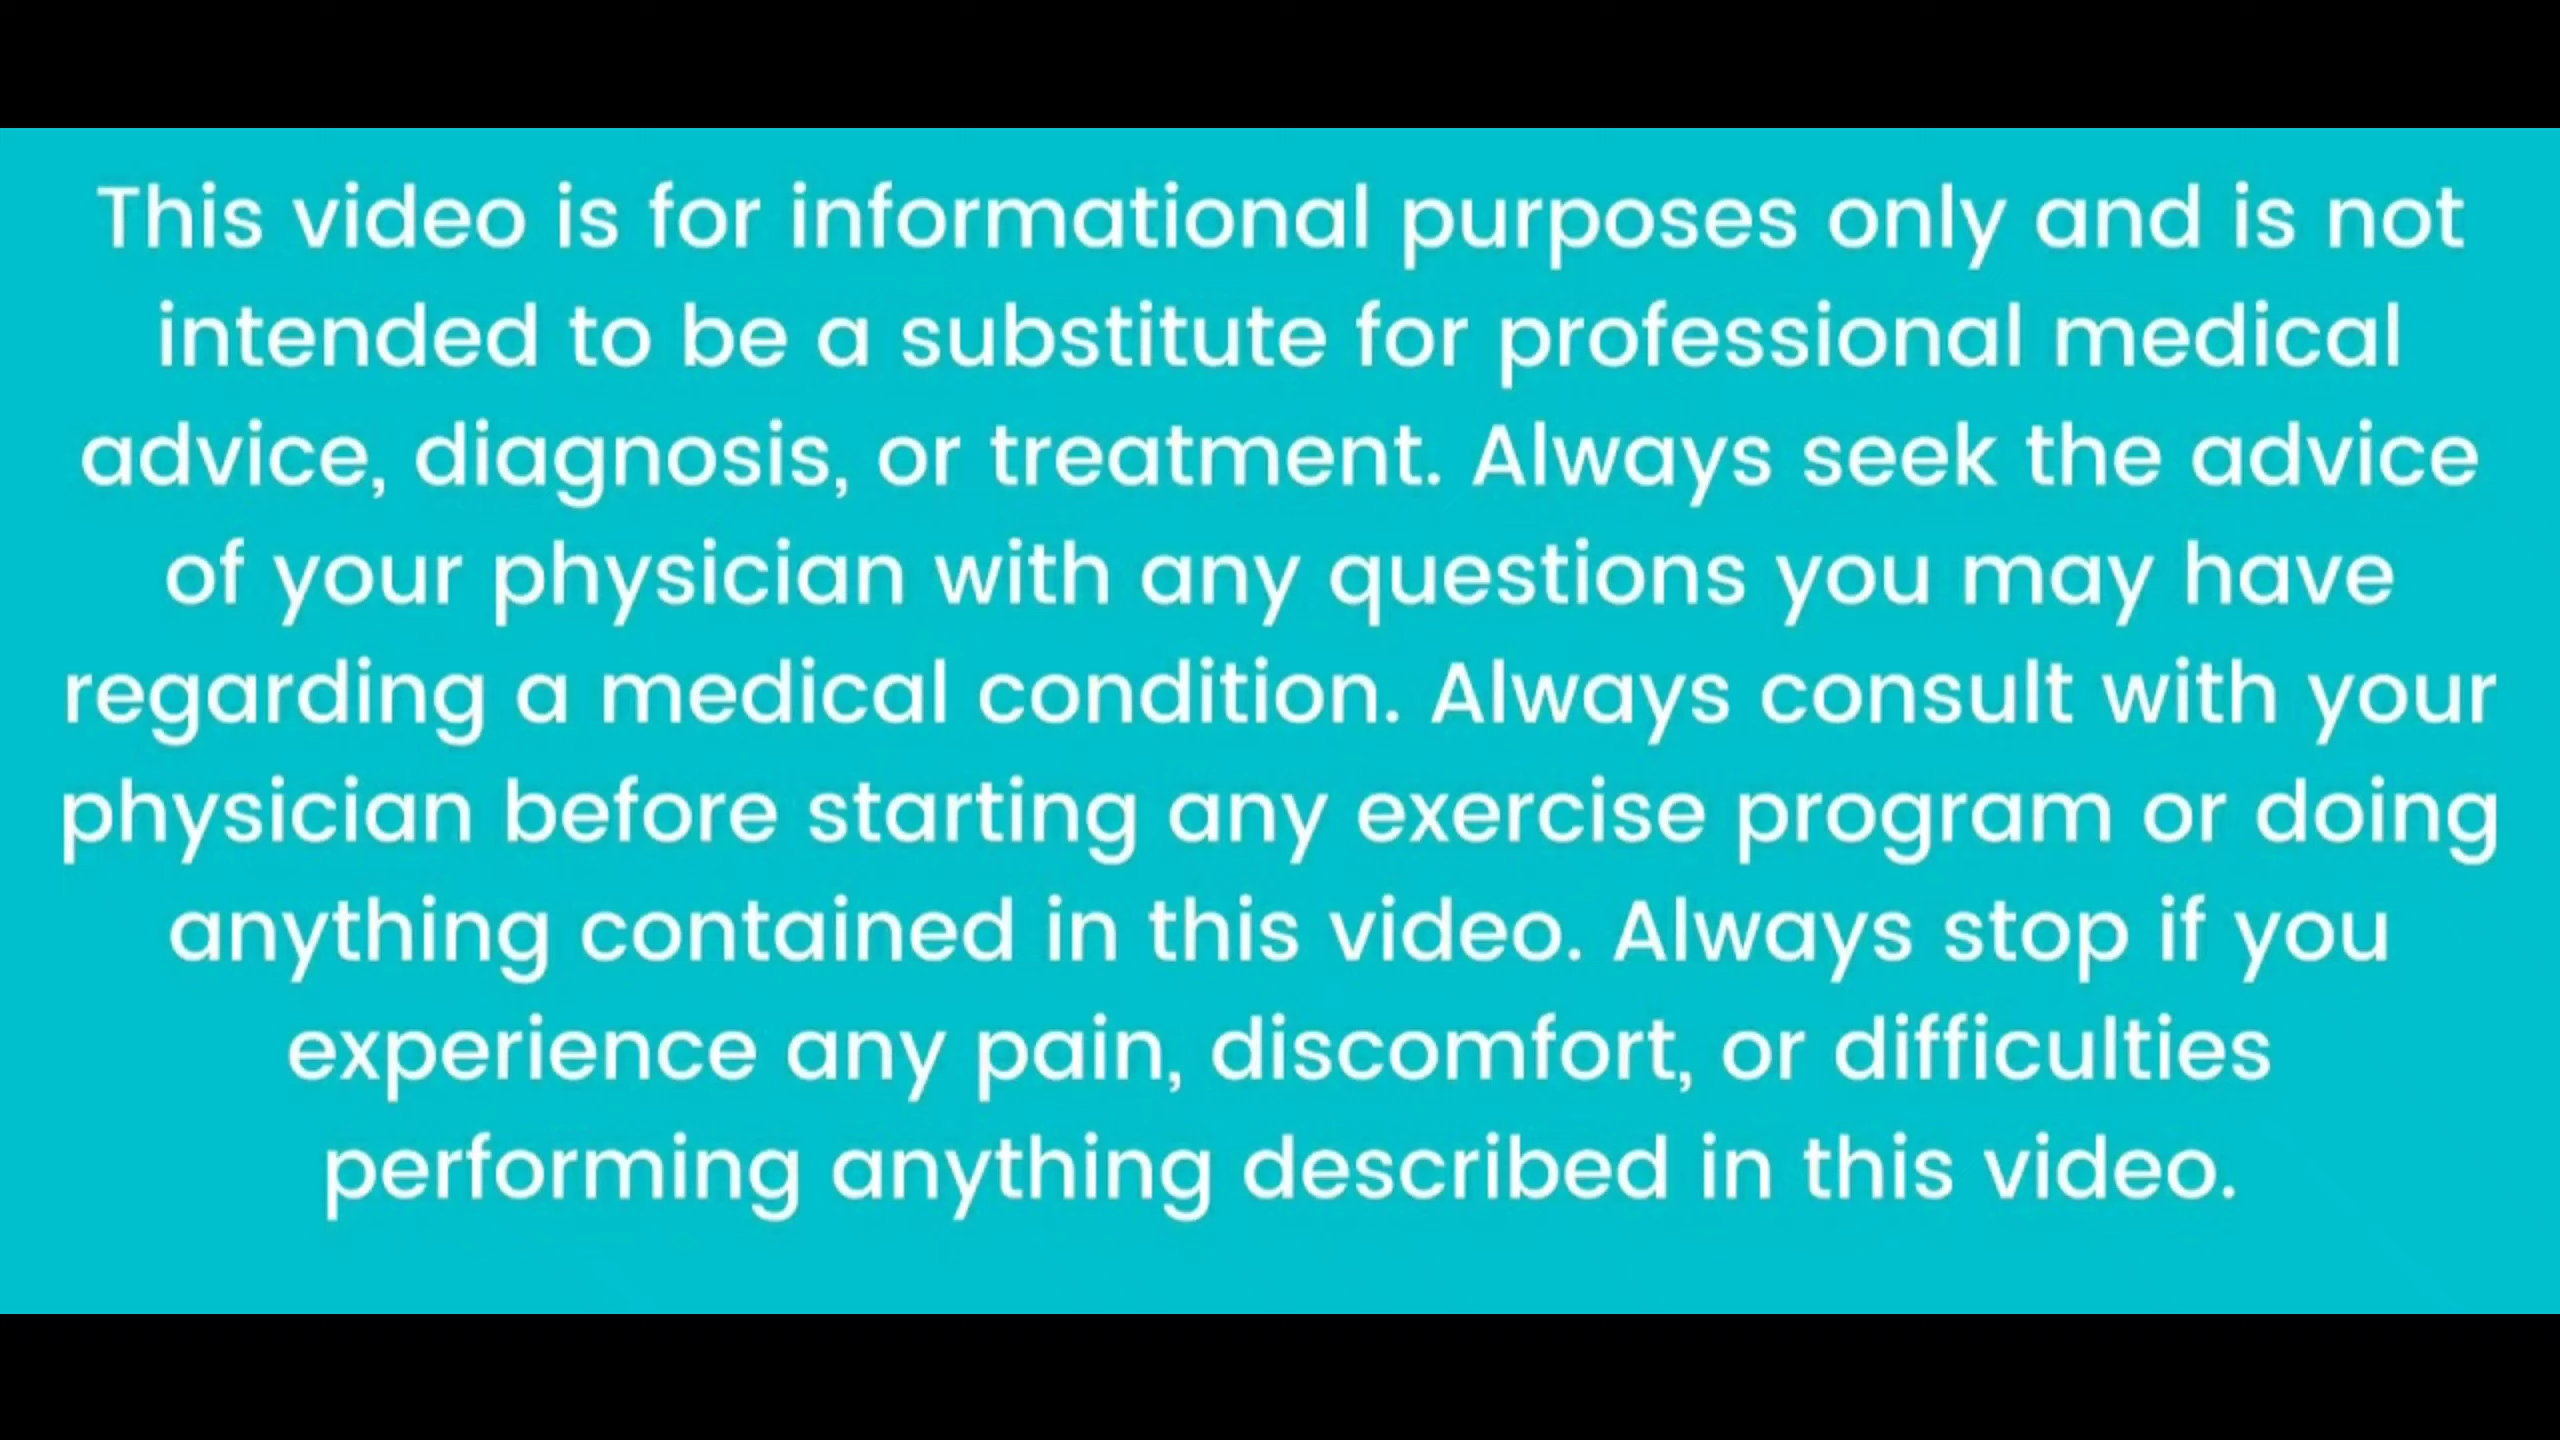 This video is for informational purposes only and is not
intended to be a substitute for professional medical
advice, diagnosis, or treatment. Always seek the advice
of your physician with any questions you may have
regarding a medical condition. Always consult with your
physician before starting any exercise program or doing
anything contained in this video. Always stop if you
experience any pain, discomfort, or difficulties
performing anything described in this video.